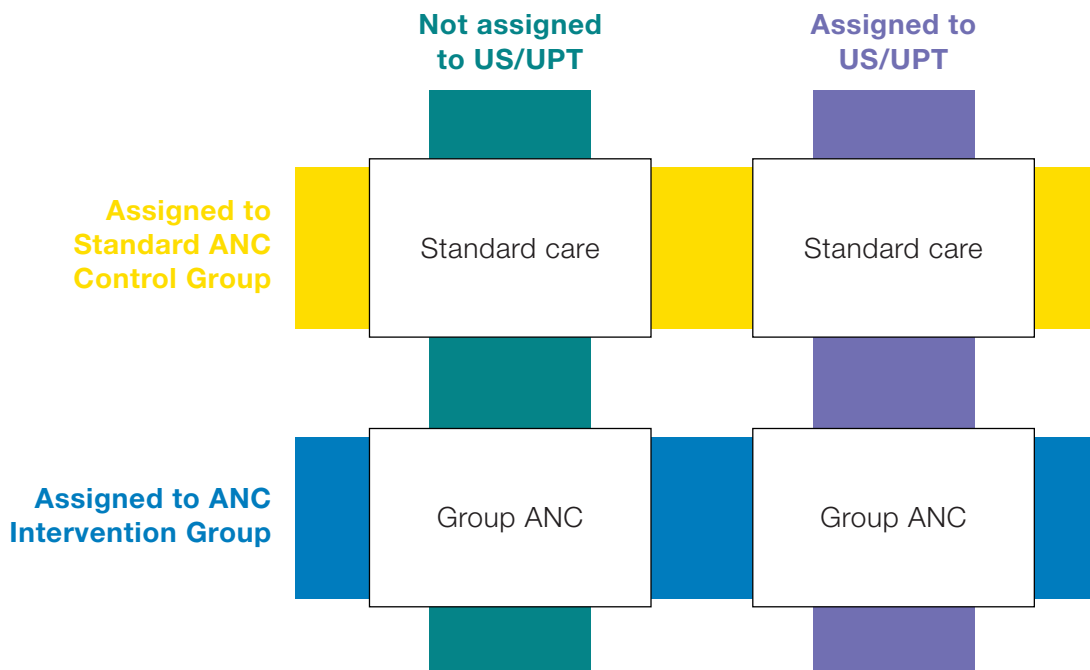 Not assigned
to US/UPT
Assigned to
US/UPT
Assigned to
Standard ANC
Control Group
Standard care
Standard care
Assigned to ANC
Intervention Group
Group ANC
Group ANC